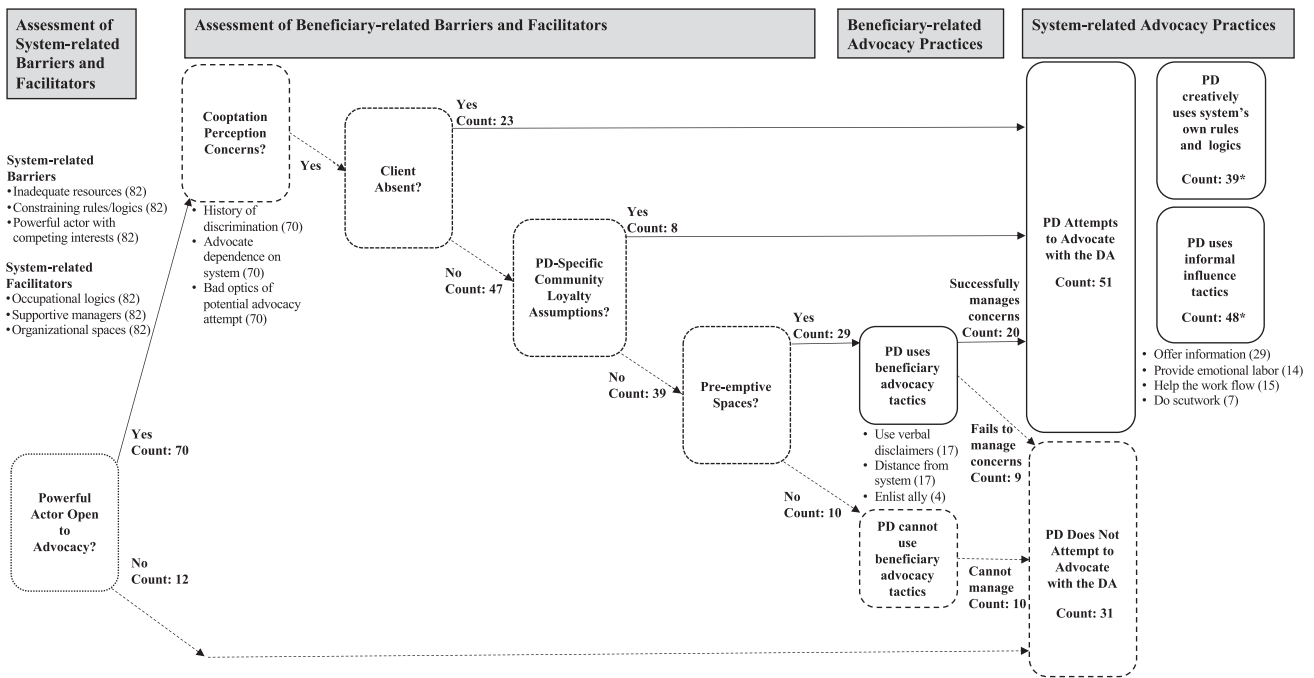 Assessment of
System-related
Barriers and
Facilitators
Assessment of Beneficiary-related Barriers and Facilitators
Beneficiary-related
Advocacy Practices
System-related Advocacy Practices
System-related
Barriers
• Inadequate resources (82)
• Constraining rules/logics (82)
• Powerful actor with
competing interests (82)
System-related
Facilitators
• Occupational logics (82)
• Supportive managers (82)
• Organizational spaces (82)
Powerful
Actor Open
to
Advocacy?
Yes
Count: 70
No
Count: 12
Cooptation
Perception
Concerns?
• History of
discrimination (70)
• Advocate
dependence on
system (70)
• Bad optics of
potential advocacy
attempt (70)
Yes
Client
Absent?
Yes
Count: 23
No
Count: 47
PD-Specific
Community
Loyalty
Assumptions?
Yes
Count: 8
No
Count: 39
Pre-emptive
Spaces?
Yes
Count: 29
No
Count: 10
PD uses
beneficiary
advocacy
tactics
• Use verbal
disclaimers (17)
• Distance from
system (17)
• Enlist ally (4)
PD cannot
use
beneficiary
advocacy
tactics
Successfully
manages
concerns
Count: 20
Fails to
manage
concerns
Count: 9
Cannot
manage
Count: 10
PD Attempts
to Advocate
with the DA
Count: 51
PD Does Not
Attempt to
Advocate
with the DA
Count: 31
PD
creatively
uses system's
own rules
and logics
Count: 39*
PD uses
informal
influence
tactics
Count: 48*
• Offer information (29)
• Provide emotional labor (14)
• Help the work flow (15)
• Do scutwork (7)